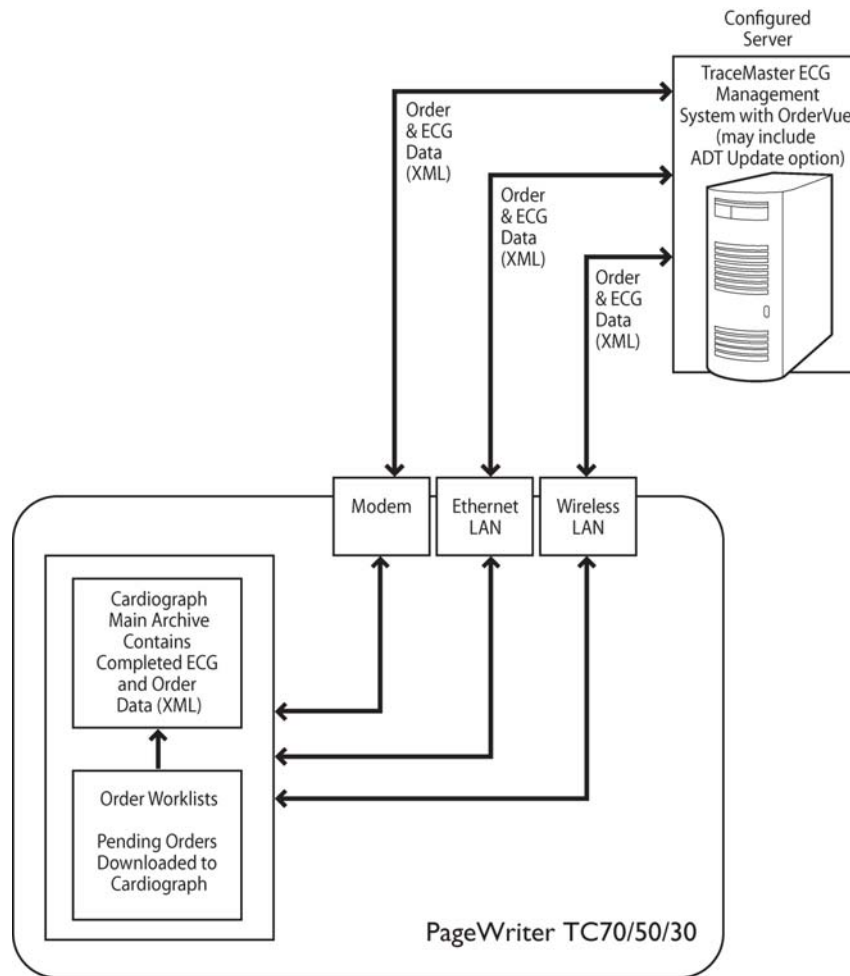 Configured
Server
TraceMaster ECG
Management
System with OrderVue
(may include
ADT Update option)
Order
& ECG
Data
(XML)
Order
& ECG
Data
(XML)
Order
& ECG
Data
(XML)
Modem
Ethernet
LAN
Wireless
LAN
Cardiograph
Main Archive
Contains
Completed ECG
and Order
Data (XML)
Order Worklists
Pending Orders
Downloaded to
Cardiograph
PageWriter TC70/50/30